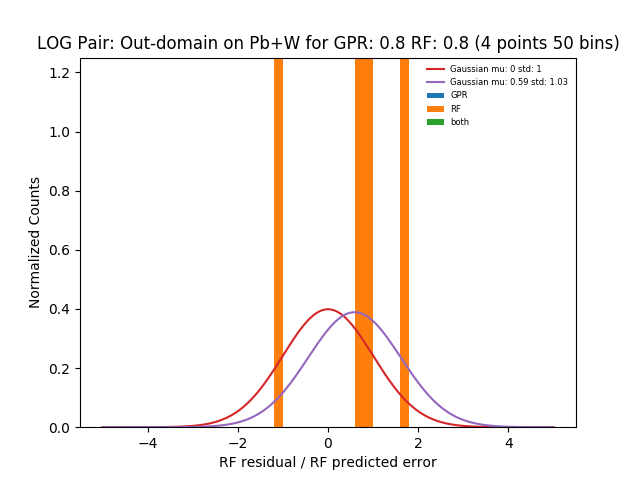 LOG Pair: Out-domain on Pb+W for GPR: 0.8 RF: 0.8 (4 points 50 bins)
Normalized Counts
1.2
1.0
0.8
0.6
0.4
0.2
0.0
Gaussian mu: 0 std: 1
Gaussian mu: 0.59 std: 1.03
GPR
RF
both
−4 −2 0 2 4
RF residual / RF predicted error